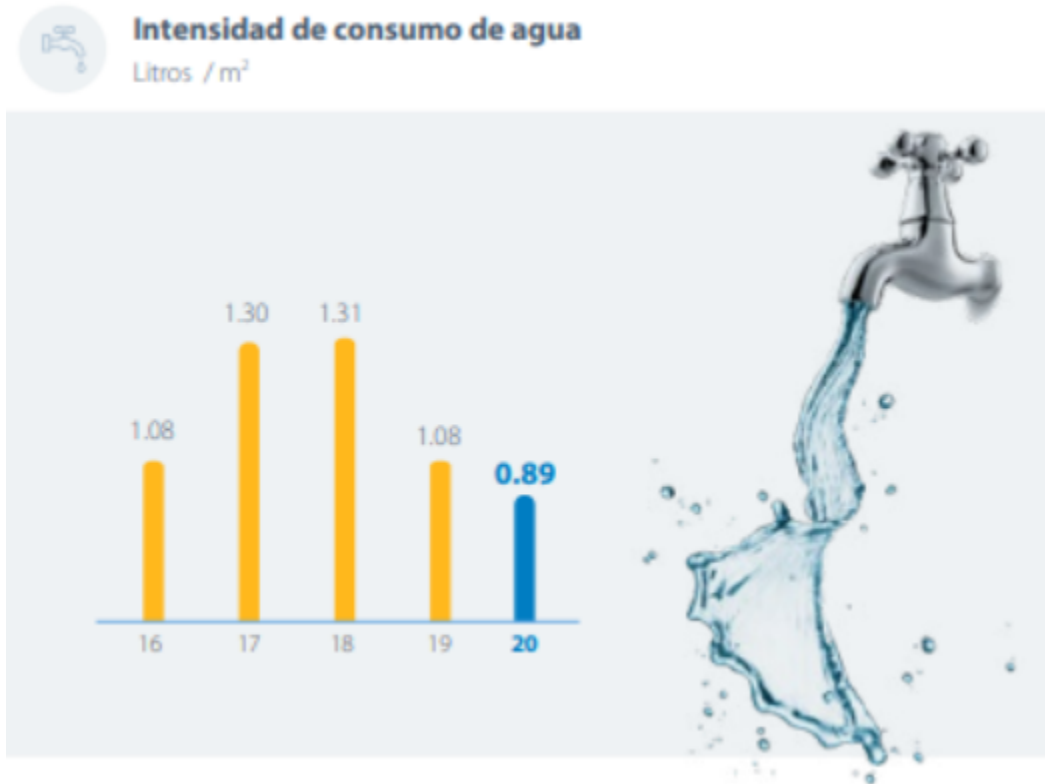 Intensidad de consumo de agua
Litros / m²
1.30 1.31
1.08 1.08
0.89
16 17 18 19 20